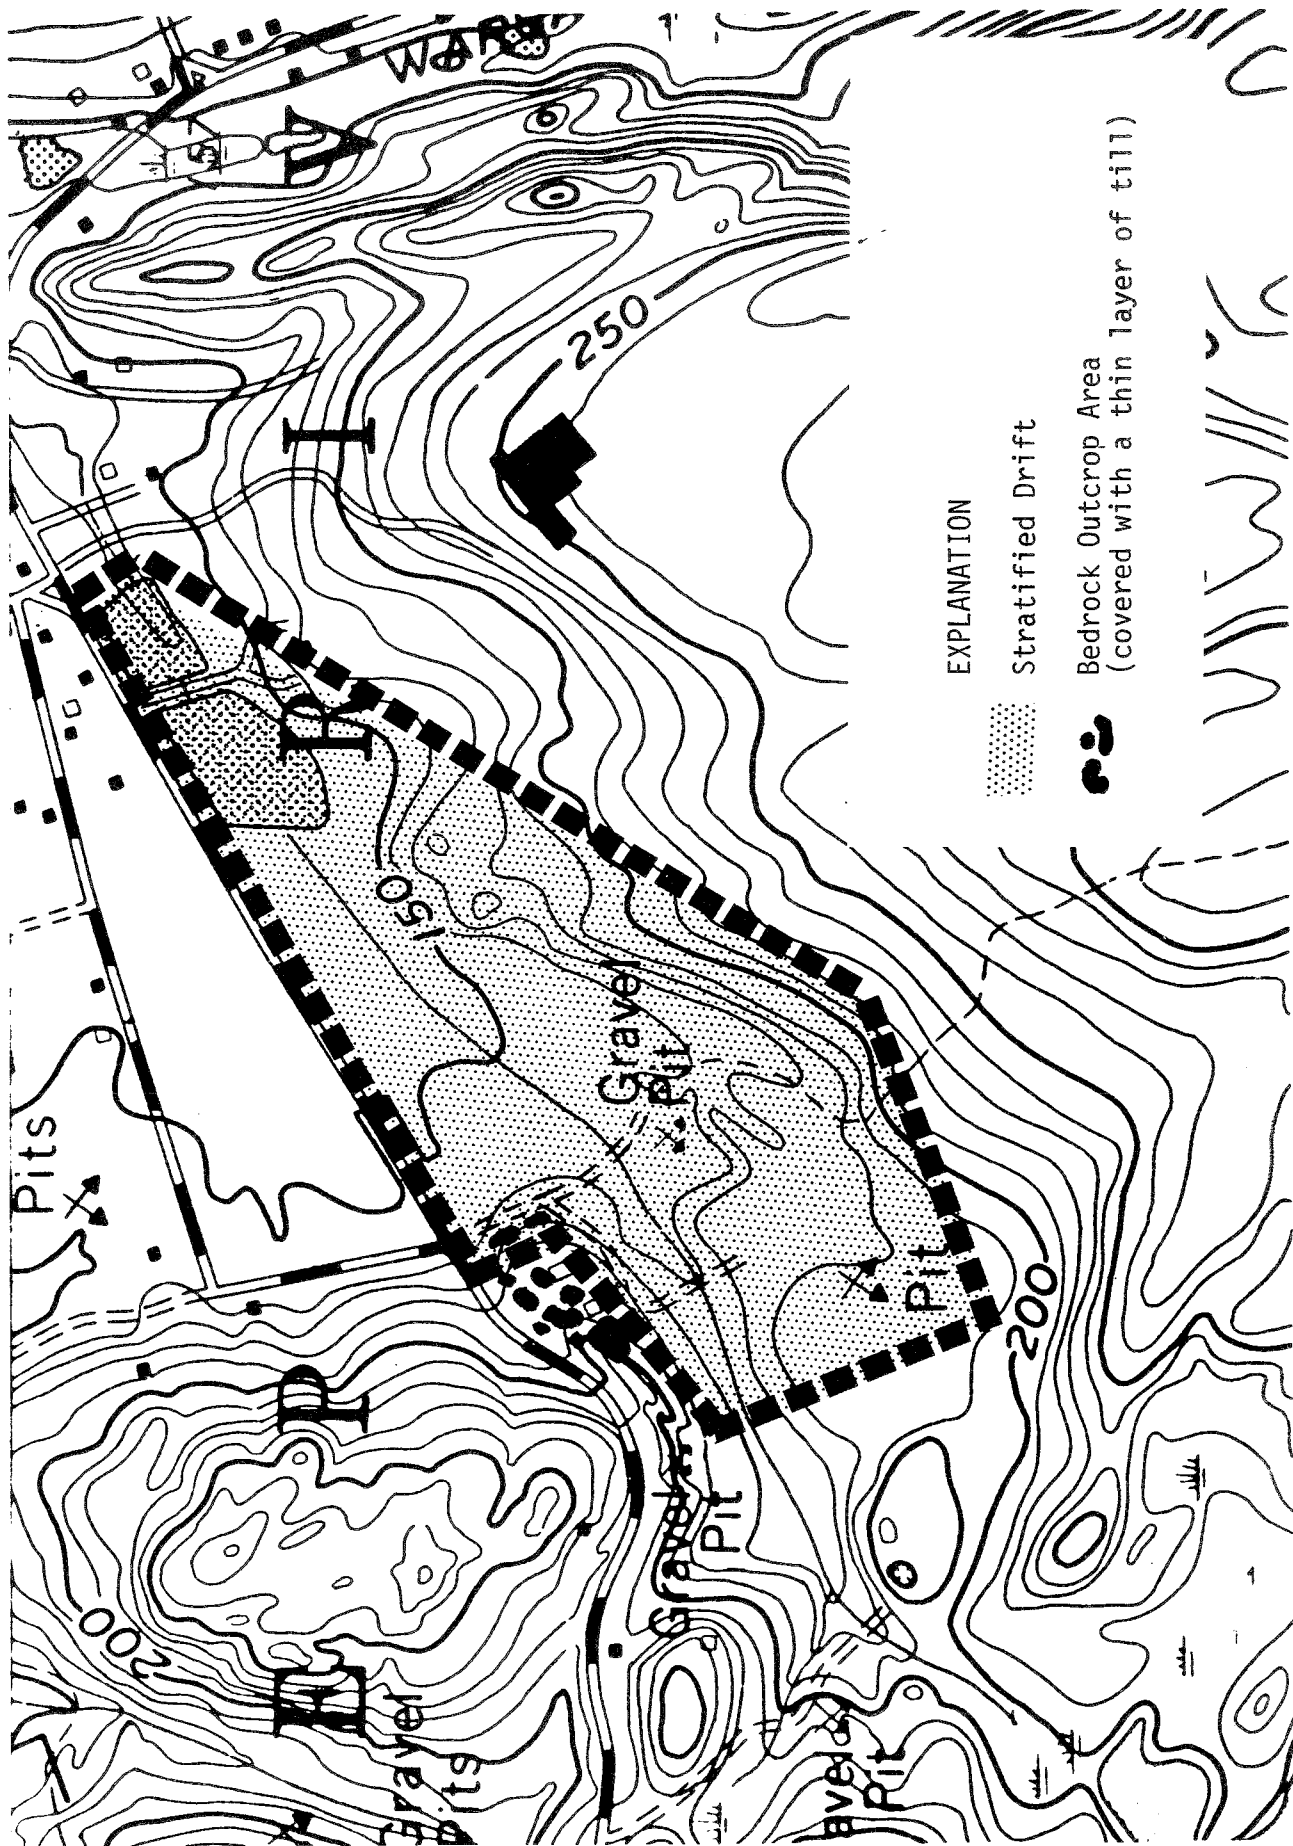 EXPLANATION
Stratified Drift
Bedrock Outcrop Area
(covered with a thin layer of till)
Pits
Gravel
Pit
Pit
Gravel
Pit
Gravel
Pits
Pit
150
200
200
250
P
R
I
V